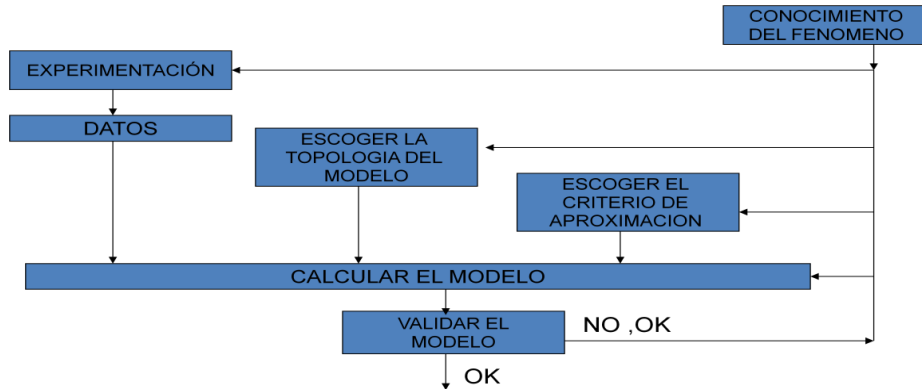 CONOCIMIENTO
DEL FENOMENO
EXPERIMENTACIÓN
DATOS
ESCOGER LA
TOPOLOGIA DEL
MODELO
ESCOGER EL
CRITERIO DE
APROXIMACION
CALCULAR EL MODELO
VALIDAR EL
MODELO
NO ,OK
OK